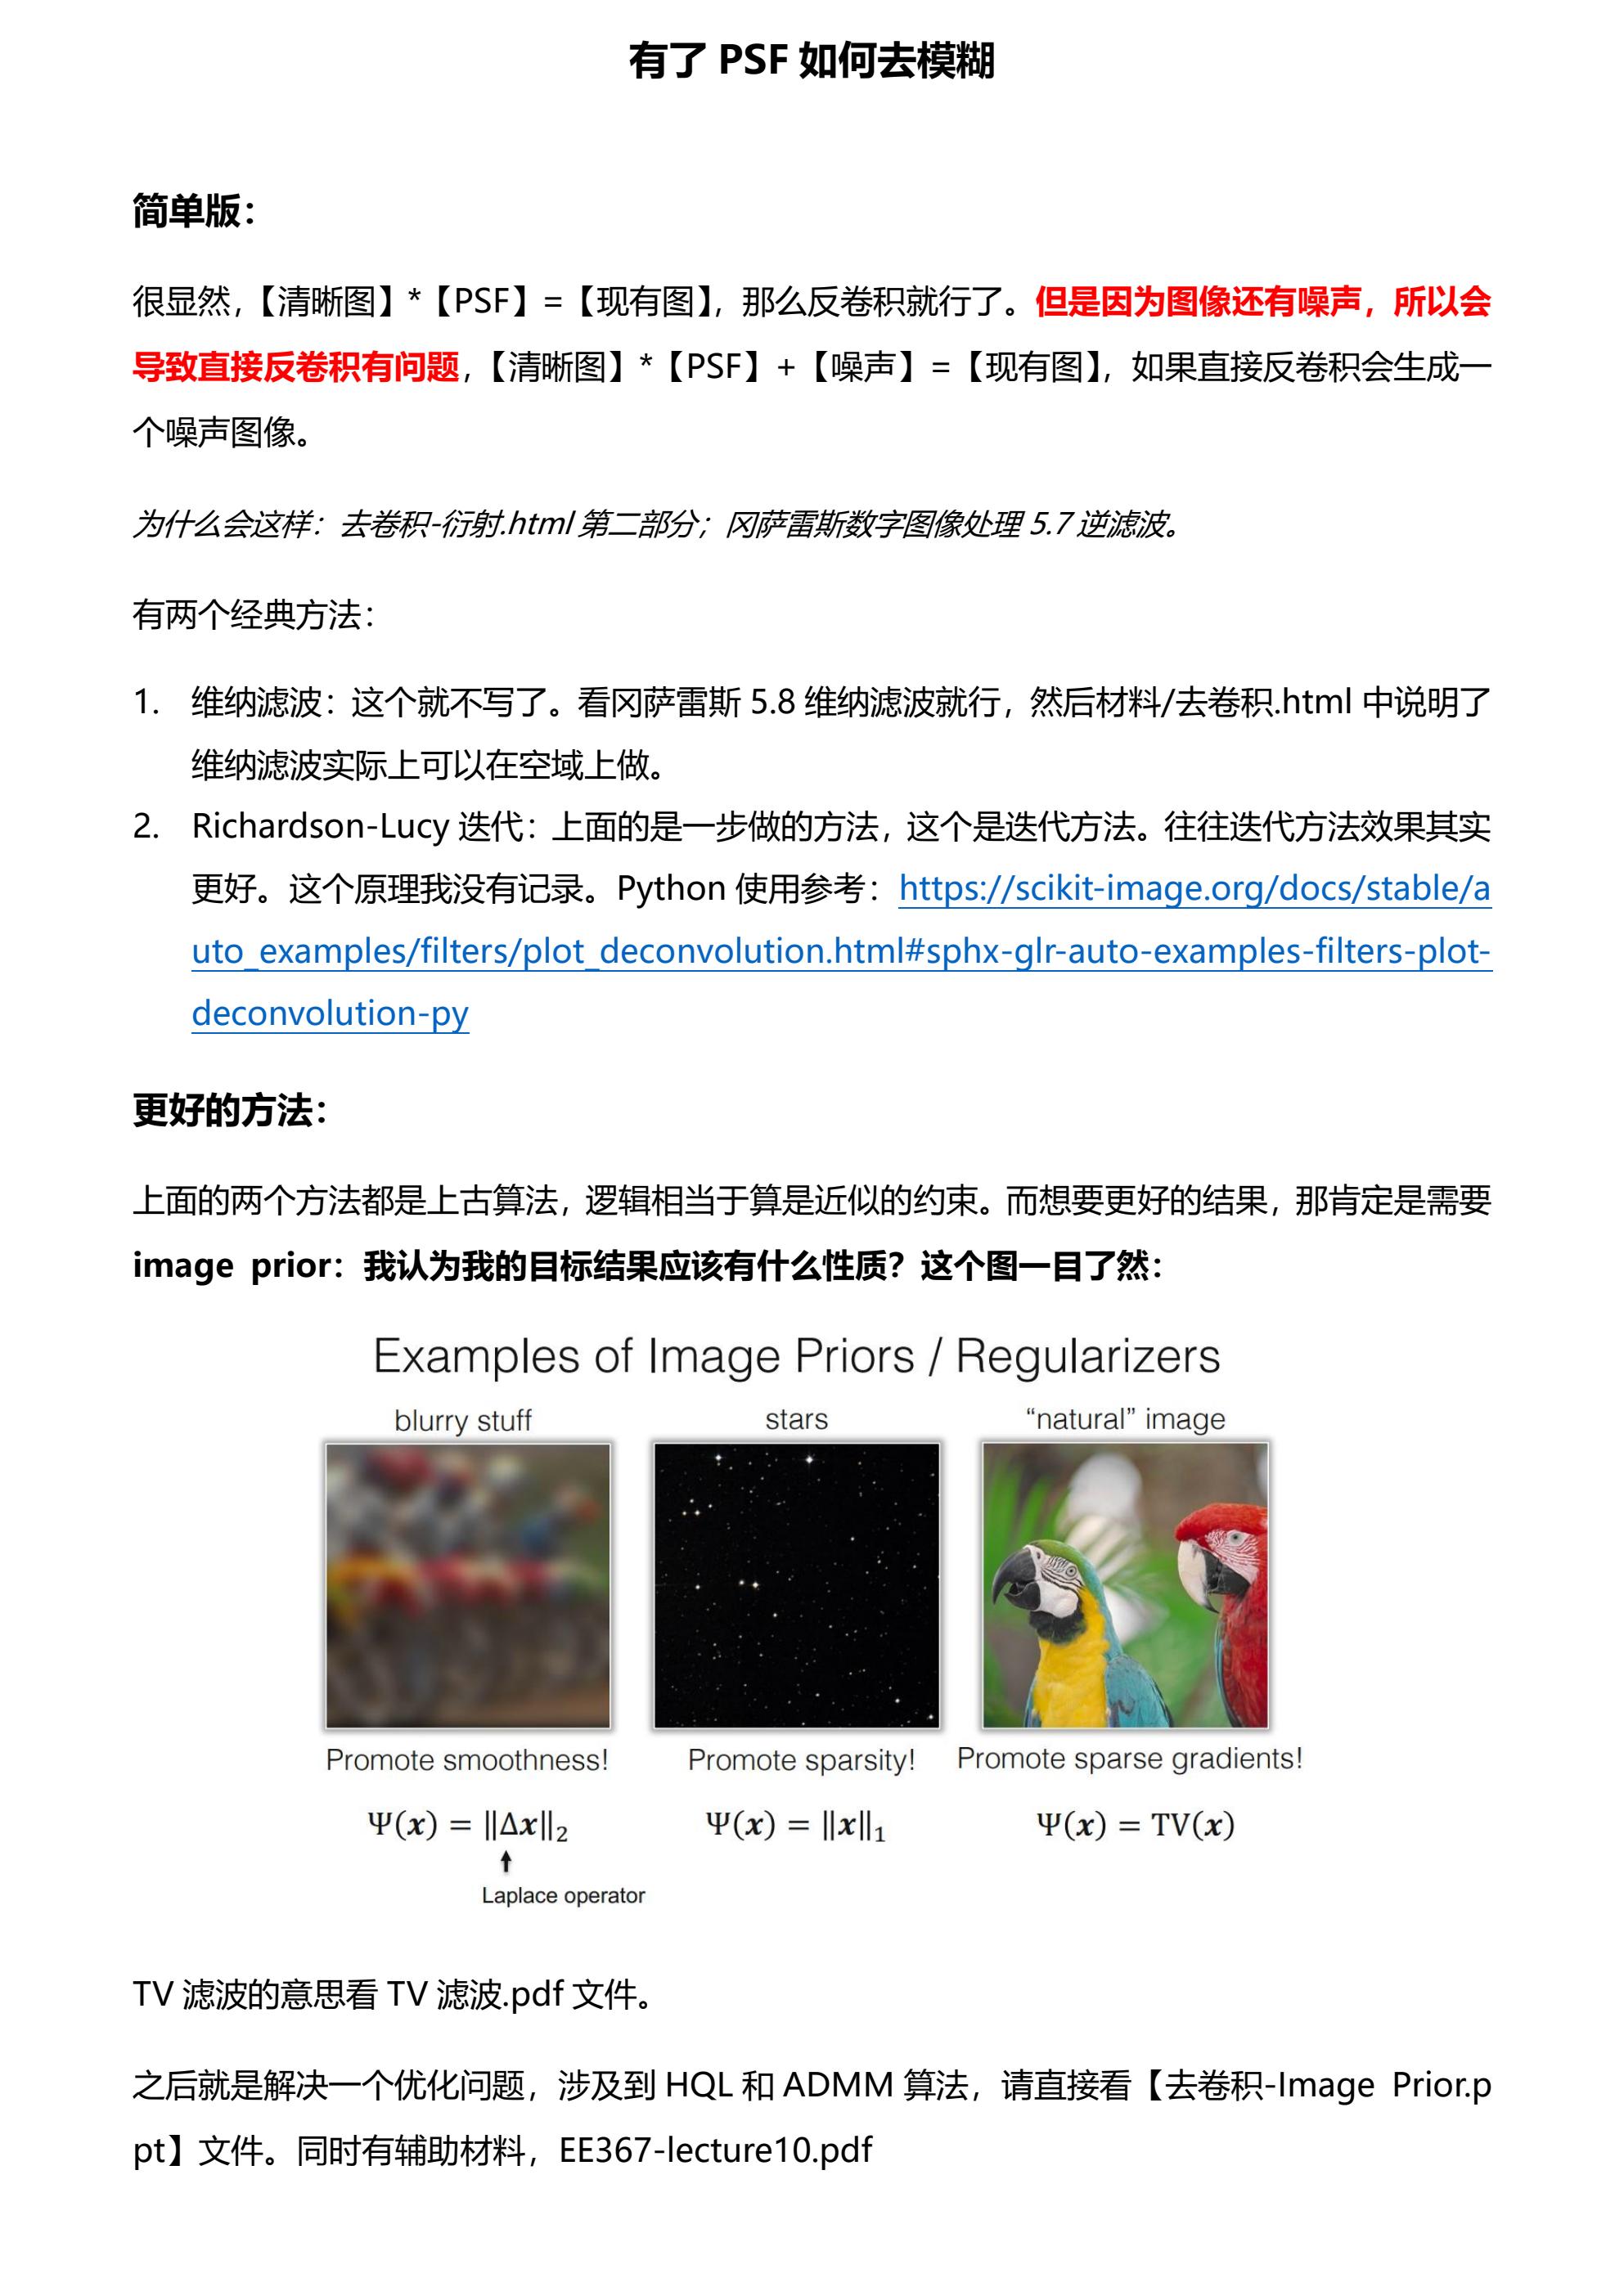 有了 PSF 如何去模糊
简单版：
很显然，【清晰图】*【PSF】=【现有图】，那么反卷积就行了。但是因为图像还有噪声，所以会
导致直接反卷积有问题，【清晰图】*【PSF】+【噪声】=【现有图】，如果直接反卷积会生成一
个噪声图像。
为什么会这样：去卷积-衍射.html 第二部分；冈萨雷斯数字图像处理 5.7 逆滤波。
有两个经典方法：
1. 维纳滤波：这个就不写了。看冈萨雷斯 5.8 维纳滤波就行，然后材料/去卷积.html 中说明了
维纳滤波实际上可以在空域上做。
2. Richardson-Lucy 迭代：上面的是一步做的方法，这个是迭代方法。往往迭代方法效果其实
更好。这个原理我没有记录。Python 使用参考：https://scikit-image.org/docs/stable/a
uto_examples/filters/plot_deconvolution.html#sphx-glr-auto-examples-filters-plot-
deconvolution-py
更好的方法：
上面的两个方法都是上古算法，逻辑相当于算是近似的约束。而想要更好的结果，那肯定是需要
image prior：我认为我的目标结果应该有什么性质？这个图一目了然：
Examples of Image Priors / Regularizers
blurry stuff stars “natural” image
Promote smoothness! Promote sparsity! Promote sparse gradients!
Ψ(x) = ‖Δx‖₂ Ψ(x) = ‖x‖₁ Ψ(x) = TV(x)
Laplace operator
TV 滤波的意思看 TV 滤波.pdf 文件。
之后就是解决一个优化问题，涉及到 HQL 和 ADMM 算法，请直接看【去卷积-Image Prior.p
pt】文件。同时有辅助材料，EE367-lecture10.pdf